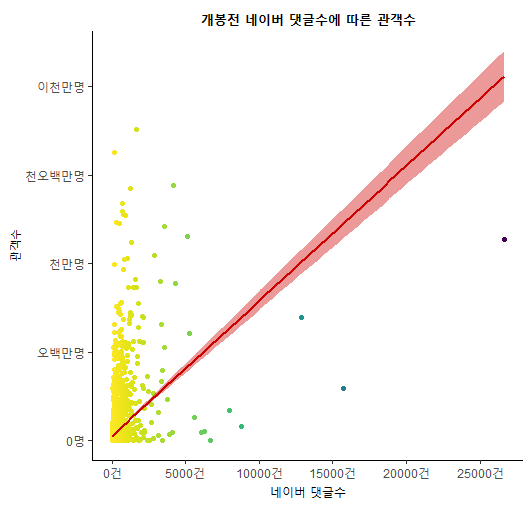 개봉전 네이버 댓글수에 따른 관객수
이천만명
천오백만명
천만명
오백만명
0명
관객수
0건 5000건 10000건 15000건 20000건 25000건
네이버 댓글수